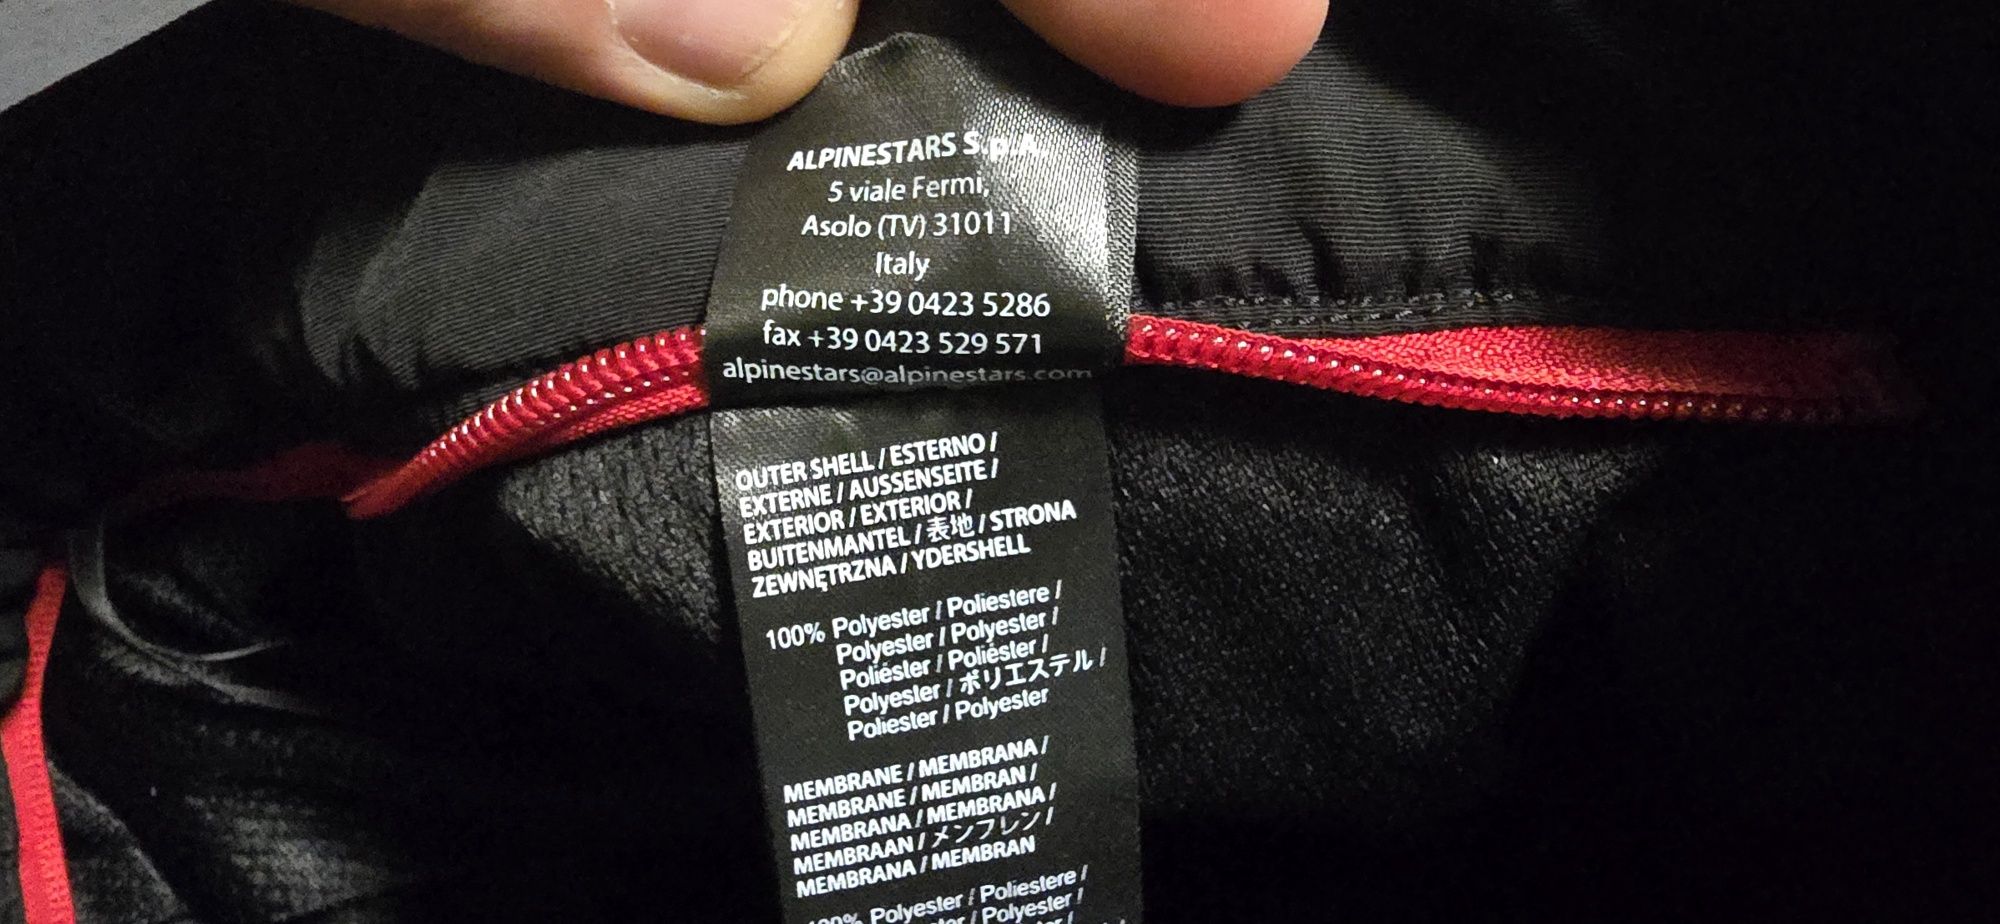 ALPINESTARS S.p.A.
5 viale Fermi,
Asolo (TV) 31011
Italy
phone +39 0423 5286
fax +39 0423 529 571
alpinestars@alpinestars.com
OUTER SHELL / ESTERNO /
EXTERNE / AUSSENSEITE /
EXTERIOR / EXTERIOR /
BUITENMANTEL / 表地 / STRONA
ZEWNĘTRZNA / YDERSHELL
100% Polyester / Poliestere /
Polyester / Polyester /
Poliéster / Poliéster /
Polyester / ポリエステル /
Poliester / Polyester
MEMBRANE / MEMBRANA /
MEMBRANE / MEMBRAN /
MEMBRANA / MEMBRANA /
MEMBRAAN / メンブレン /
MEMBRANA / MEMBRAN
100% Polyester / Poliestere /
/ Polyester /